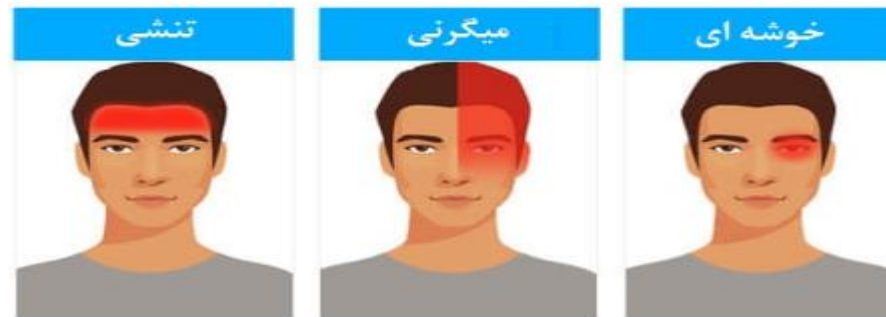 خوشه ای
میگرنی
تنشی